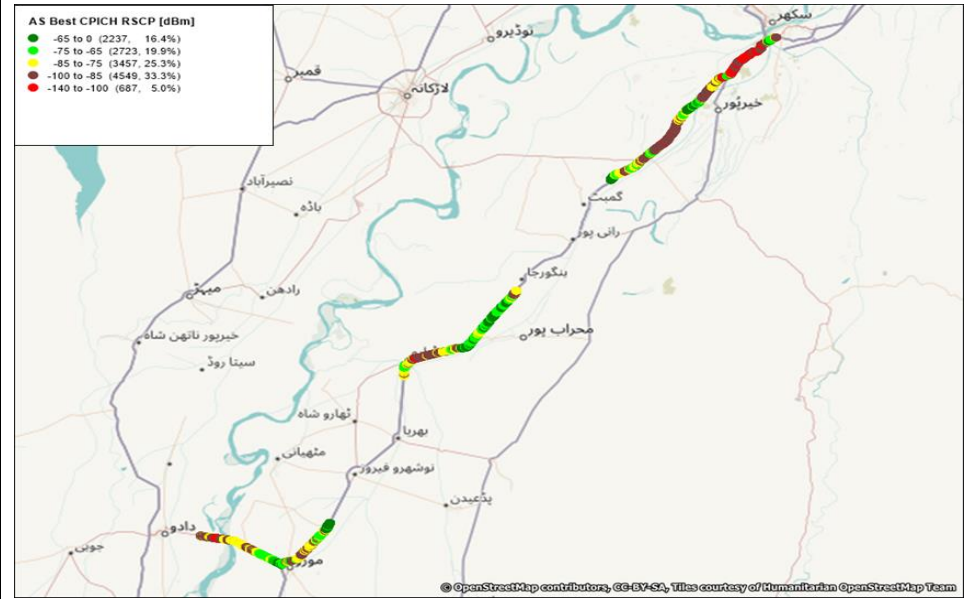 AS Best CPICH RSCP [dBm]
-65 to 0 (2237, 16.4%)
-75 to -65 (2723, 19.9%)
-85 to -75 (3457, 25.3%)
-100 to -85 (4549, 33.3%)
-140 to -100 (687, 5.0%)
سکھر
نوڈیرو
قمبر
لاڑکانہ
خیرپور
نصیرآباد
باڈہ
گمبٹ
رانی پور
ہنگورجا
میہڑ
رادھن
محراب پور
خیرپور ناتھن شاہ
سیتا روڈ
ٹھارو شاہ
بھریا
مٹھیانی
نوشہرو فیروز
پڈعیدن
دادو
جوہی
مورو
© OpenStreetMap contributors, CC-BY-SA, Tiles courtesy of Humanitarian OpenStreetMap Team